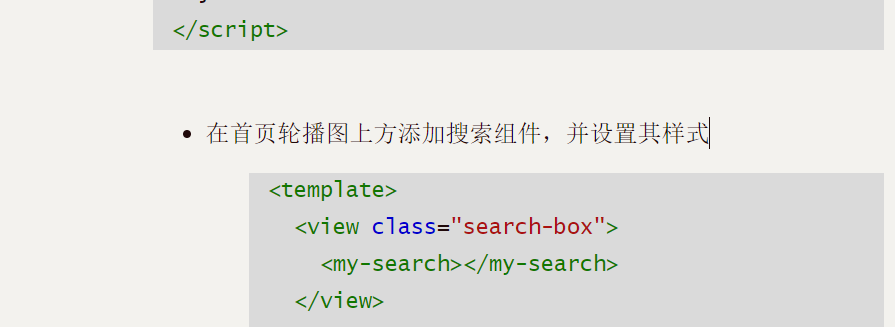 </script>
在首页轮播图上方添加搜索组件，并设置其样式
<template>
<view class="search-box">
<my-search></my-search>
</view>